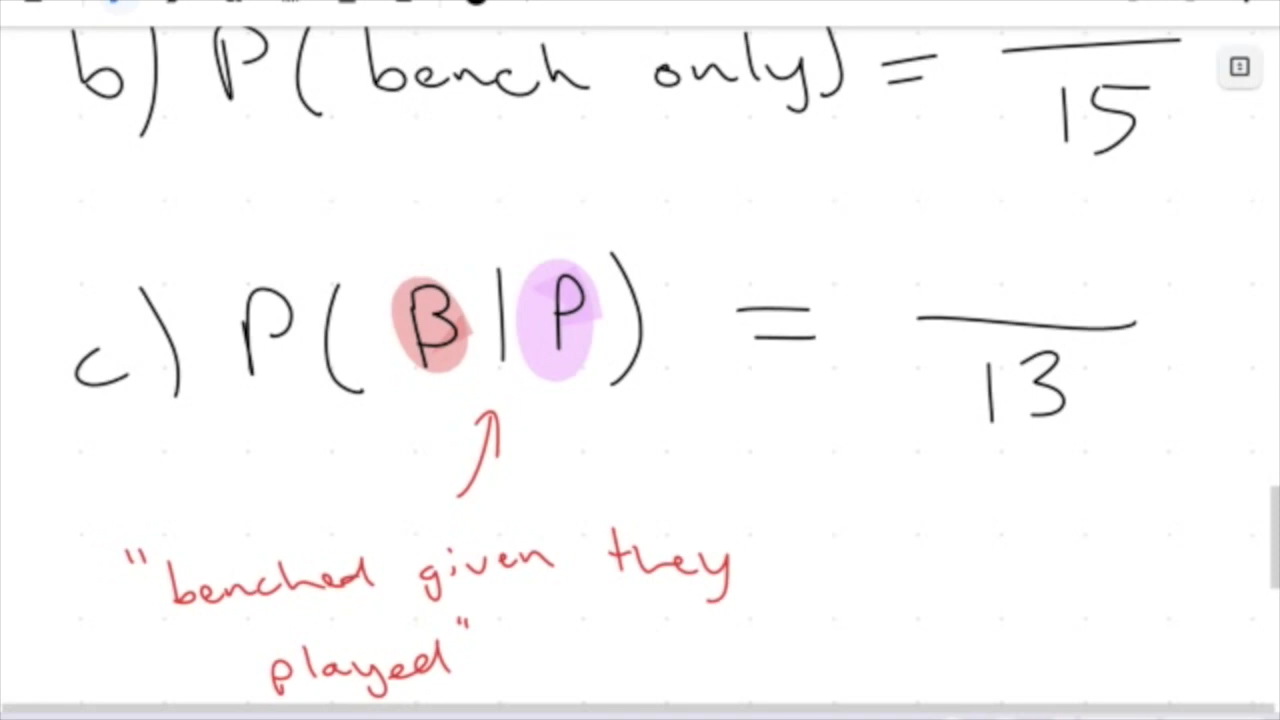 b) P(bench only) =
15
c) P(B|P) =
13
"benched given they
played"